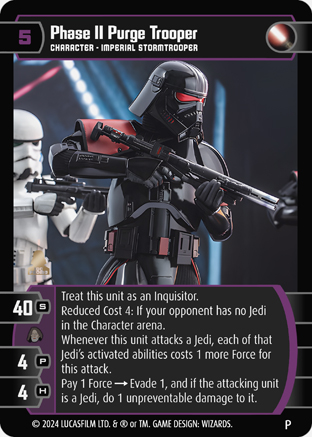 5
Phase II Purge Trooper
CHARACTER - IMPERIAL STORMTROOPER
40 S
4 P
4 H
Treat this unit as an Inquisitor.
Reduced Cost 4: If your opponent has no Jedi
in the Character arena.
Whenever this unit attacks a Jedi, each of that
Jedi's activated abilities costs 1 more Force for
this attack.
Pay 1 Force → Evade 1, and if the attacking unit
is a Jedi, do 1 unpreventable damage to it.
© 2024 LUCASFILM LTD. & ® or TM. GAME DESIGN: WIZARDS.
P